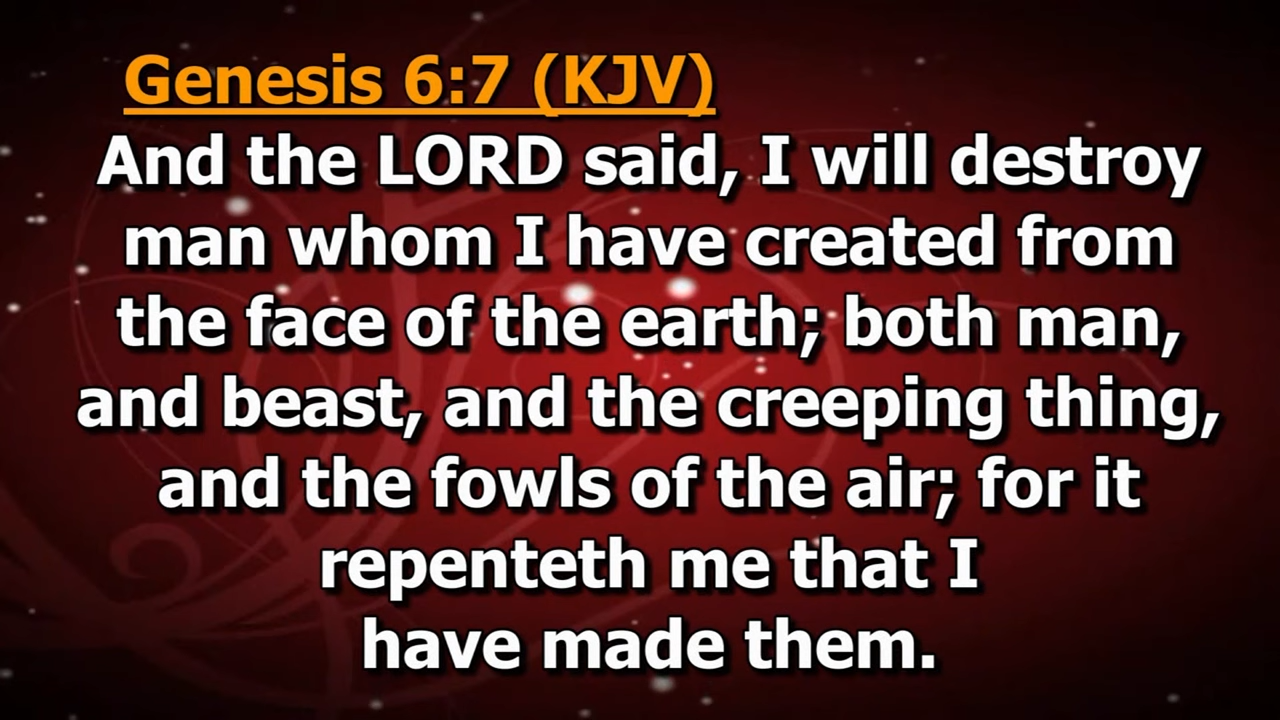 Genesis 6:7 (KJV)
And the LORD said, I will destroy
man whom I have created from
the face of the earth; both man,
and beast, and the creeping thing,
and the fowls of the air; for it
repenteth me that I
have made them.